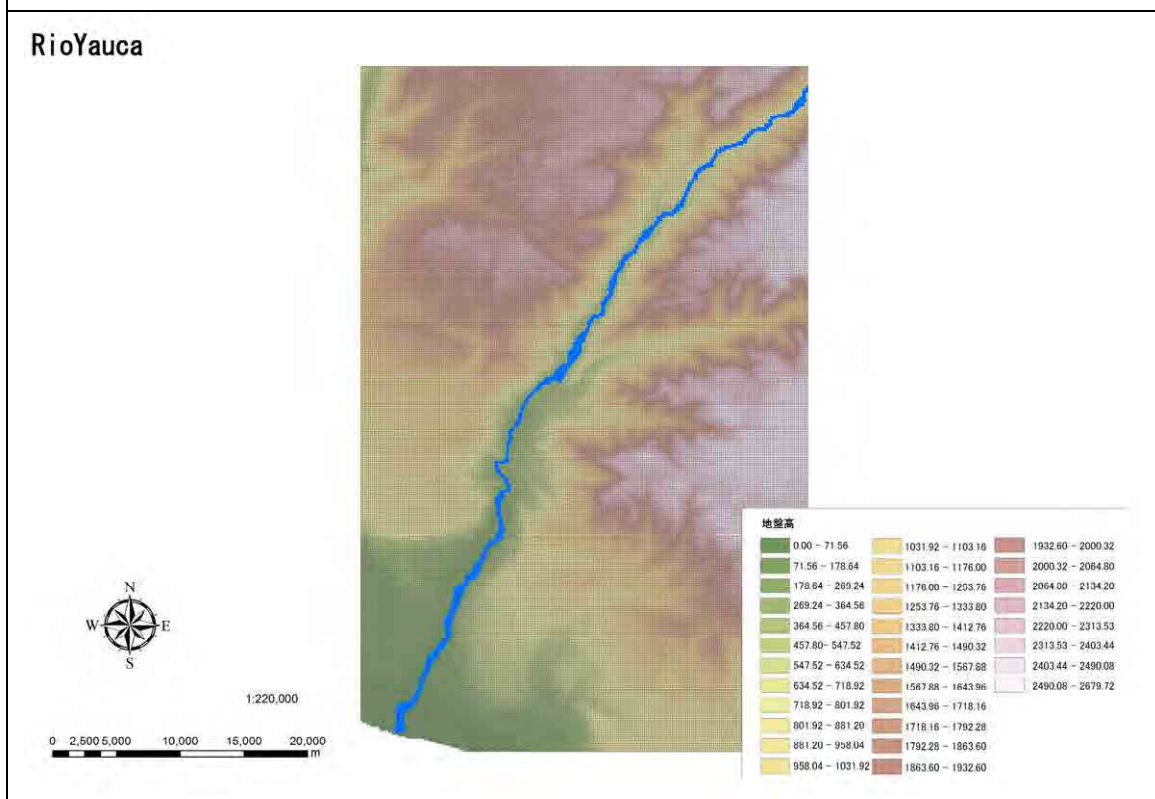 RioYauca
N
W E
S
1:220,000
0 2,500 5,000 10,000 15,000 20,000
m
地盤高
0.00 - 71.56
71.56 - 178.64
178.64 - 269.24
269.24 - 364.56
364.56 - 457.80
457.80- 547.52
547.52 - 634.52
634.52 - 718.92
718.92 - 801.92
801.92 - 881.20
881.20 - 958.04
958.04 - 1031.92
1031.92 - 1103.16
1103.16 - 1176.00
1176.00 - 1253.76
1253.76 - 1333.80
1333.80 - 1412.76
1412.76 - 1490.32
1490.32 - 1567.88
1567.88 - 1643.96
1643.96 - 1718.16
1718.16 - 1792.28
1792.28 - 1863.60
1863.60 - 1932.60
1932.60 - 2000.32
2000.32 - 2064.80
2064.80 - 2134.20
2134.20 - 2220.00
2220.00 - 2313.53
2313.53 - 2403.44
2403.44 - 2490.08
2490.08 - 2679.72